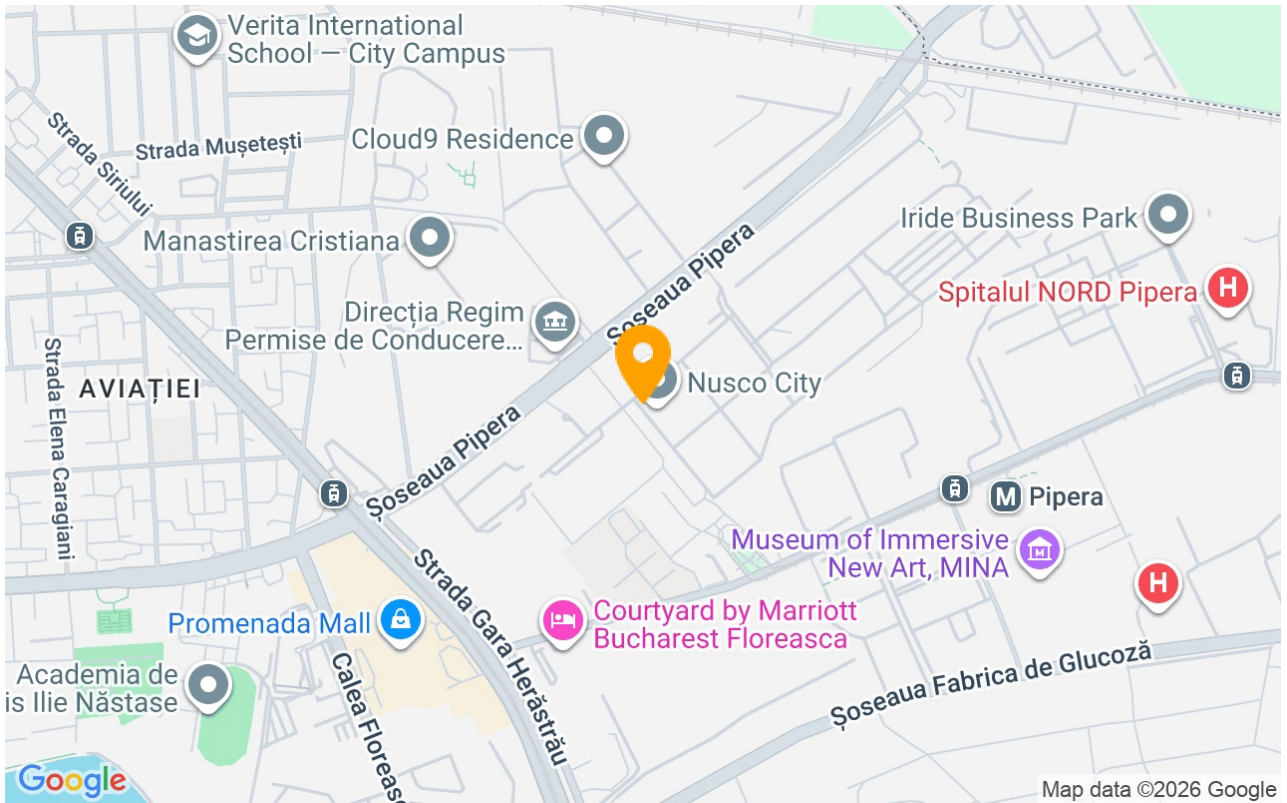 Verita International
School — City Campus
Strada Mușetești
Cloud9 Residence
Strada Siriului
Manastirea Cristiana
Iride Business Park
Șoseaua Pipera
Spitalul NORD Pipera
H
Direcția Regim
Permise de Conducere...
Nusco City
AVIAȚIEI
Strada Elena Caragiani
Șoseaua Pipera
M Pipera
Museum of Immersive
New Art, MINA
H
Strada Gara Herăstrău
Promenada Mall
Courtyard by Marriott
Bucharest Floreasca
Calea Floreasc
Academia de
is Ilie Năstase
Șoseaua Fabrica de Glucoză
Google
Map data ©2026 Google